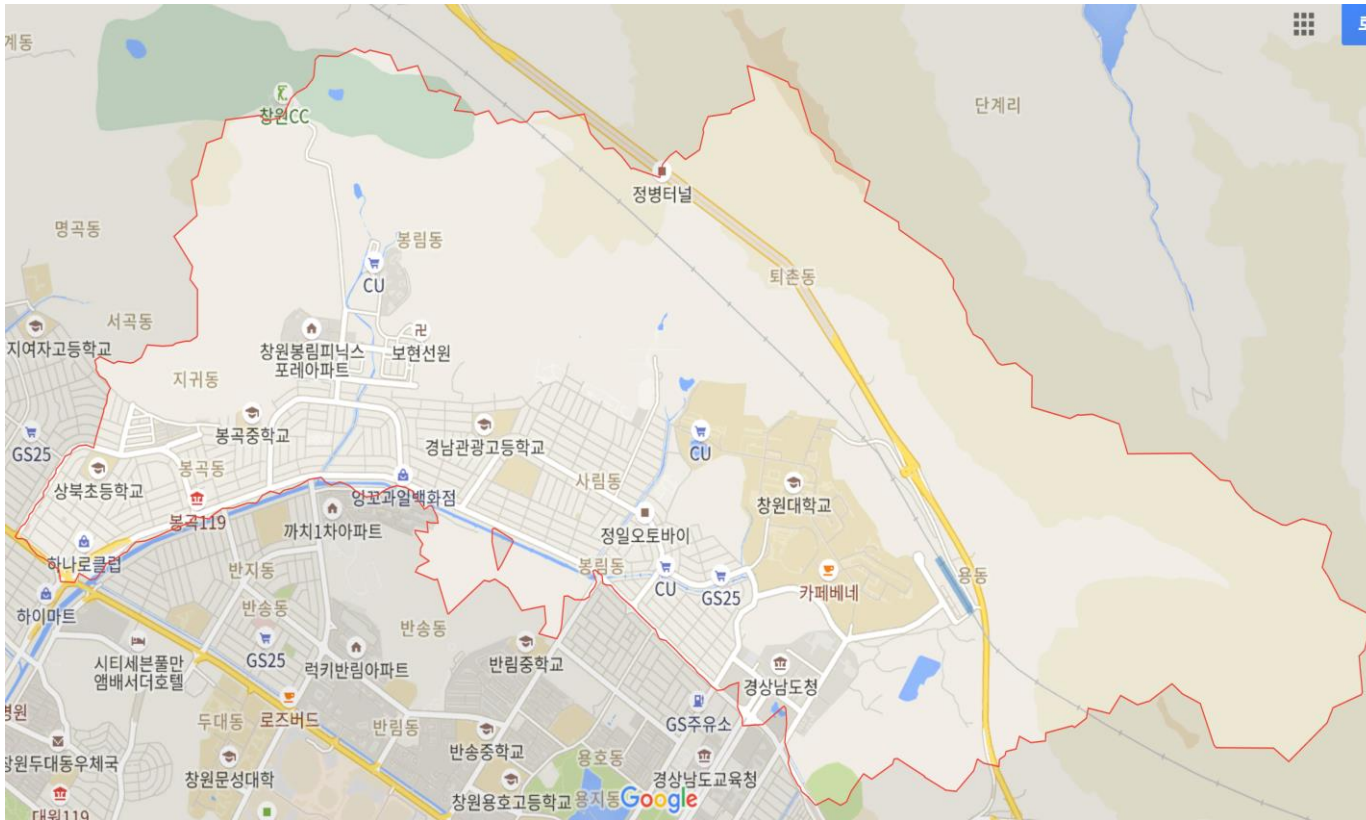 계동
창원CC
단계리
정병터널
명곡동
봉림동
CU
퇴촌동
서곡동
지여자고등학교
창원봉림피닉스
포레아파트
보현선원
지귀동
봉곡중학교
경남관광고등학교
CU
GS25
상북초등학교
봉곡동
사림동
창원대학교
봉곡119
잉꼬과일백화점
까치1차아파트
정일오토바이
하나로클럽
반지동
봉림동
CU
GS25
카페베네
용동
하이마트
반송동
반송동
시티세븐풀만
앰배서더호텔
GS25
럭키반림아파트
반림중학교
경상남도청
병원
두대동
로즈버드
반림동
GS주유소
창원두대동우체국
창원문성대학
반송중학교
용호동
경상남도교육청
창원용호고등학교
용지동
Google
대원119